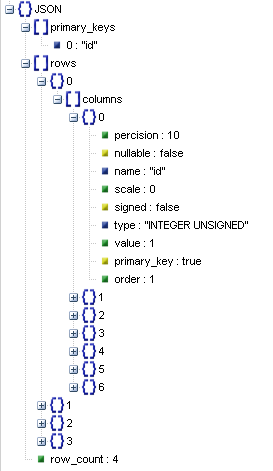 {} JSON
[] primary_keys
0 : "id"
[] rows
{} 0
[] columns
{} 0
percision : 10
nullable : false
name : "id"
scale : 0
signed : false
type : "INTEGER UNSIGNED"
value : 1
primary_key : true
order : 1
{} 1
{} 2
{} 3
{} 4
{} 5
{} 6
{} 1
{} 2
{} 3
row_count : 4